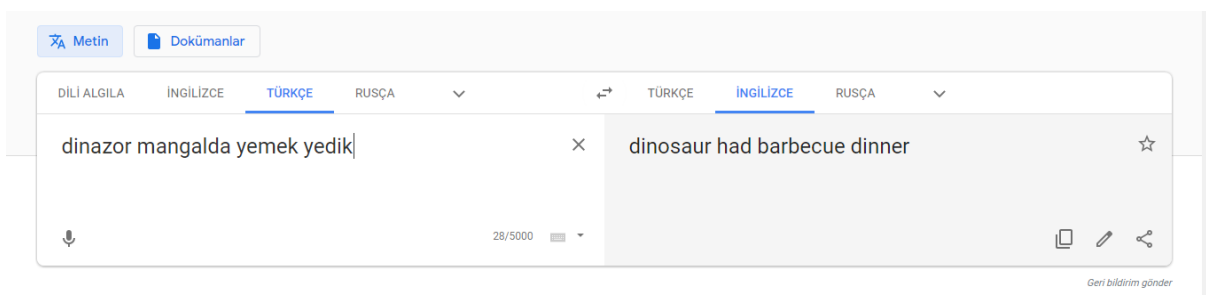 Metin Dokümanlar
DİLİ ALGILA İNGİLİZCE TÜRKÇE RUSÇA TÜRKÇE İNGİLİZCE RUSÇA
dinazor mangalda yemek yedik dinosaur had barbecue dinner
28/5000
Geri bildirim gönder